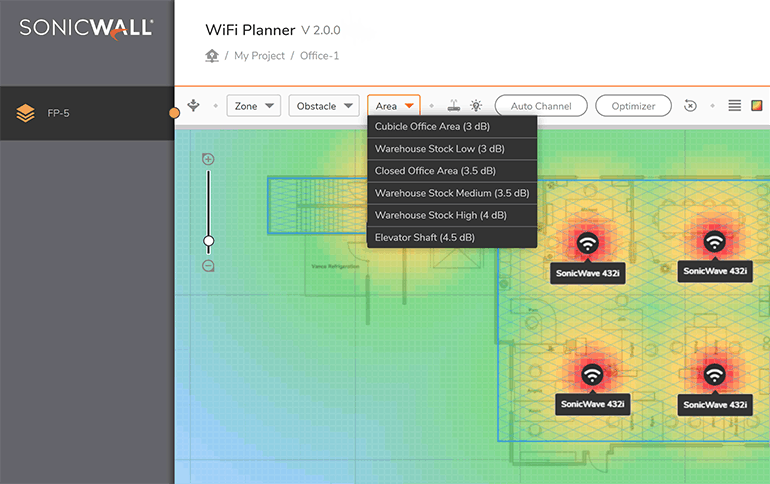 SONICWALL®
WiFi Planner V 2.0.0
/ My Project / Office-1
FP-5
Zone
Obstacle
Area
Auto Channel
Optimizer
Cubicle Office Area (3 dB)
Warehouse Stock Low (3 dB)
Closed Office Area (3.5 dB)
Warehouse Stock Medium (3.5 dB)
Warehouse Stock High (4 dB)
Elevator Shaft (4.5 dB)
SonicWave 432i
SonicWave 432i
SonicWave 432i
SonicWave 432i